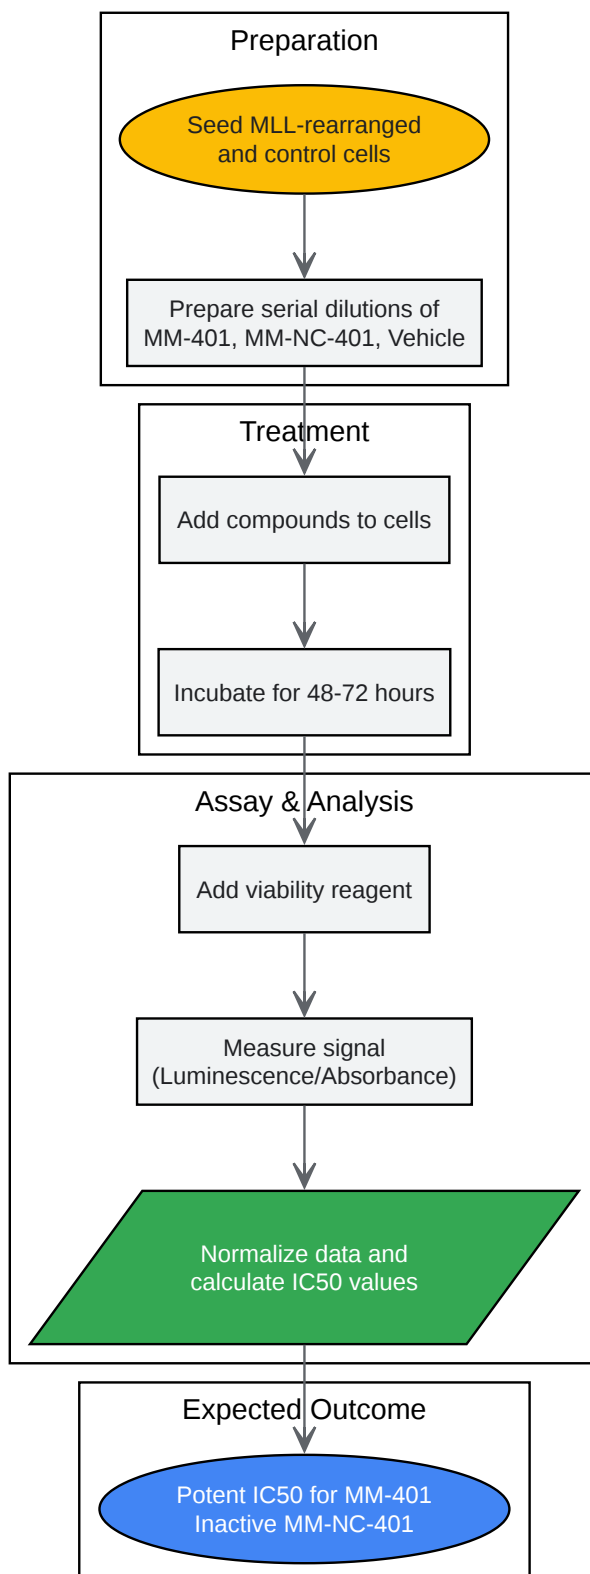 Preparation
Seed MLL-rearranged
and control cells
Prepare serial dilutions of
MM-401, MM-NC-401, Vehicle
Treatment
Add compounds to cells
Incubate for 48-72 hours
Assay & Analysis
Add viability reagent
Measure signal
(Luminescence/Absorbance)
Normalize data and
calculate IC50 values
Expected Outcome
Potent IC50 for MM-401
Inactive MM-NC-401